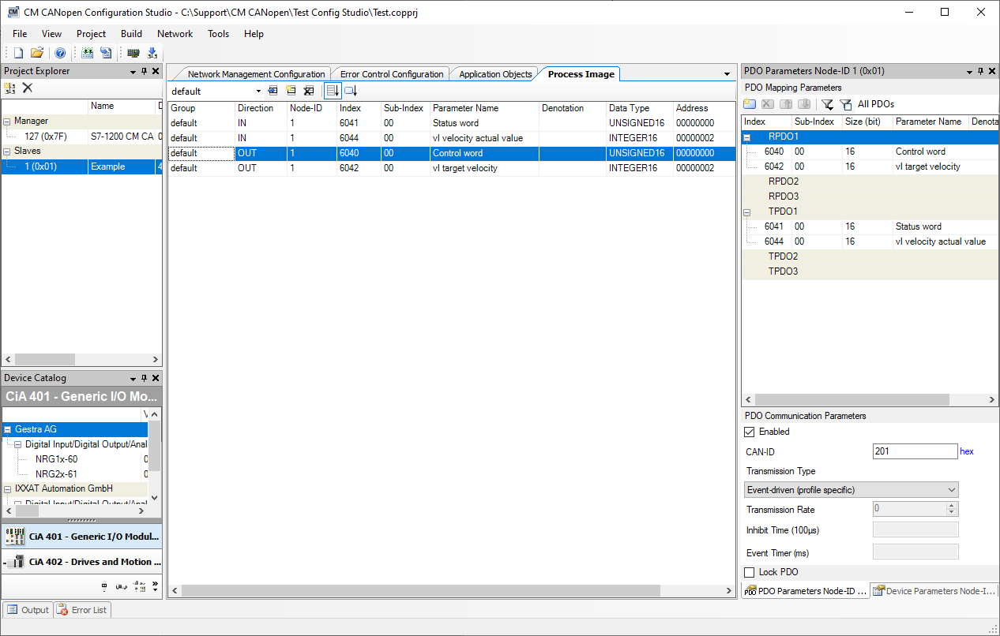 CM CANopen Configuration Studio - C:\Support\CM CANopen\Test Config Studio\Test.copprj
File View Project Build Network Tools Help
Project Explorer
Name D
Manager
127 (0x7F) S7-1200 CM CA 0
Slaves
1 (0x01) Example 4
Device Catalog
CiA 401 - Generic I/O Mo...
V
Gestra AG
Digital Input/Digital Output/Anal
NRG1x-60 0
NRG2x-61 0
IXXAT Automation GmbH
Digital Input/Digital Output/Anal
CiA 401 - Generic I/O Modul...
CiA 402 - Drives and Motion ...
Output Error List
Network Management Configuration Error Control Configuration Application Objects Process Image
default
Group Direction Node-ID Index Sub-Index Parameter Name Denotation Data Type Address
default IN 1 6041 00 Status word UNSIGNED16 00000000
default IN 1 6044 00 vl velocity actual value INTEGER16 00000002
default OUT 1 6040 00 Control word UNSIGNED16 00000000
default OUT 1 6042 00 vl target velocity INTEGER16 00000002
PDO Parameters Node-ID 1 (0x01)
PDO Mapping Parameters
All PDOs
Index Sub-Index Size (bit) Parameter Name Denota
RPDO1
6040 00 16 Control word
6042 00 16 vl target velocity
RPDO2
RPDO3
TPDO1
6041 00 16 Status word
6044 00 16 vl velocity actual value
TPDO2
TPDO3
PDO Communication Parameters
Enabled
CAN-ID 201 hex
Transmission Type
Event-driven (profile specific)
Transmission Rate 0
Inhibit Time (100µs)
Event Timer (ms)
Lock PDO
PDO Parameters Node-ID ... Device Parameters Node-I...